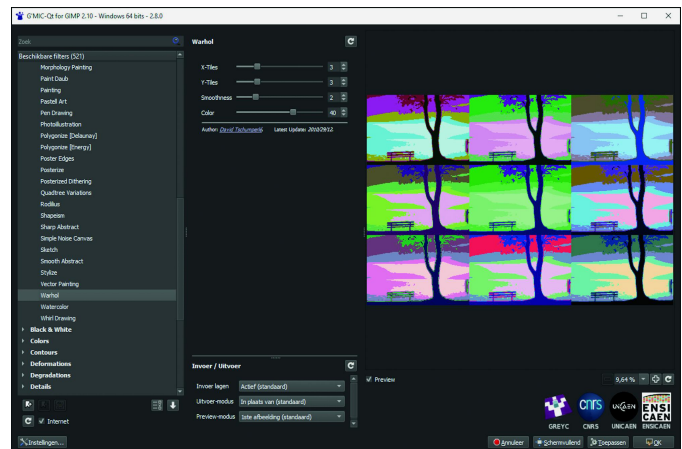 G'MIC-Qt for GIMP 2.10 - Windows 64 bits - 2.8.0
Zoek
Beschikbare filters (521)
Morphology Painting
Paint Daub
Painting
Pastell Art
Pen Drawing
Photoillustration
Polygonize [Delaunay]
Polygonize [Energy]
Poster Edges
Posterize
Posterized Dithering
Quadtree Variations
Rodilius
Shapeism
Sharp Abstract
Simple Noise Canvas
Sketch
Smooth Abstract
Stylize
Vector Painting
Warhol
Watercolor
Whirl Drawing
Black & White
Colors
Contours
Deformations
Degradations
Details
Internet
Instellingen...
Warhol
X-Tiles 3
Y-Tiles 3
Smoothness 2
Color 40
Author: David Tschumperlé Latest Update: 2010/29/12
Invoer / Uitvoer
Invoer lagen Actief (standaard)
Uitvoer-modus In plaats van (standaard)
Preview-modus 1ste afbeelding (standaard)
Preview
9,64 %
GREYC
CNRS
UNICAEN
ENSICAEN
cnrs
UNICAEN
ENSI
CAEN
Annuleer
Schermvullend
Toepassen
OK